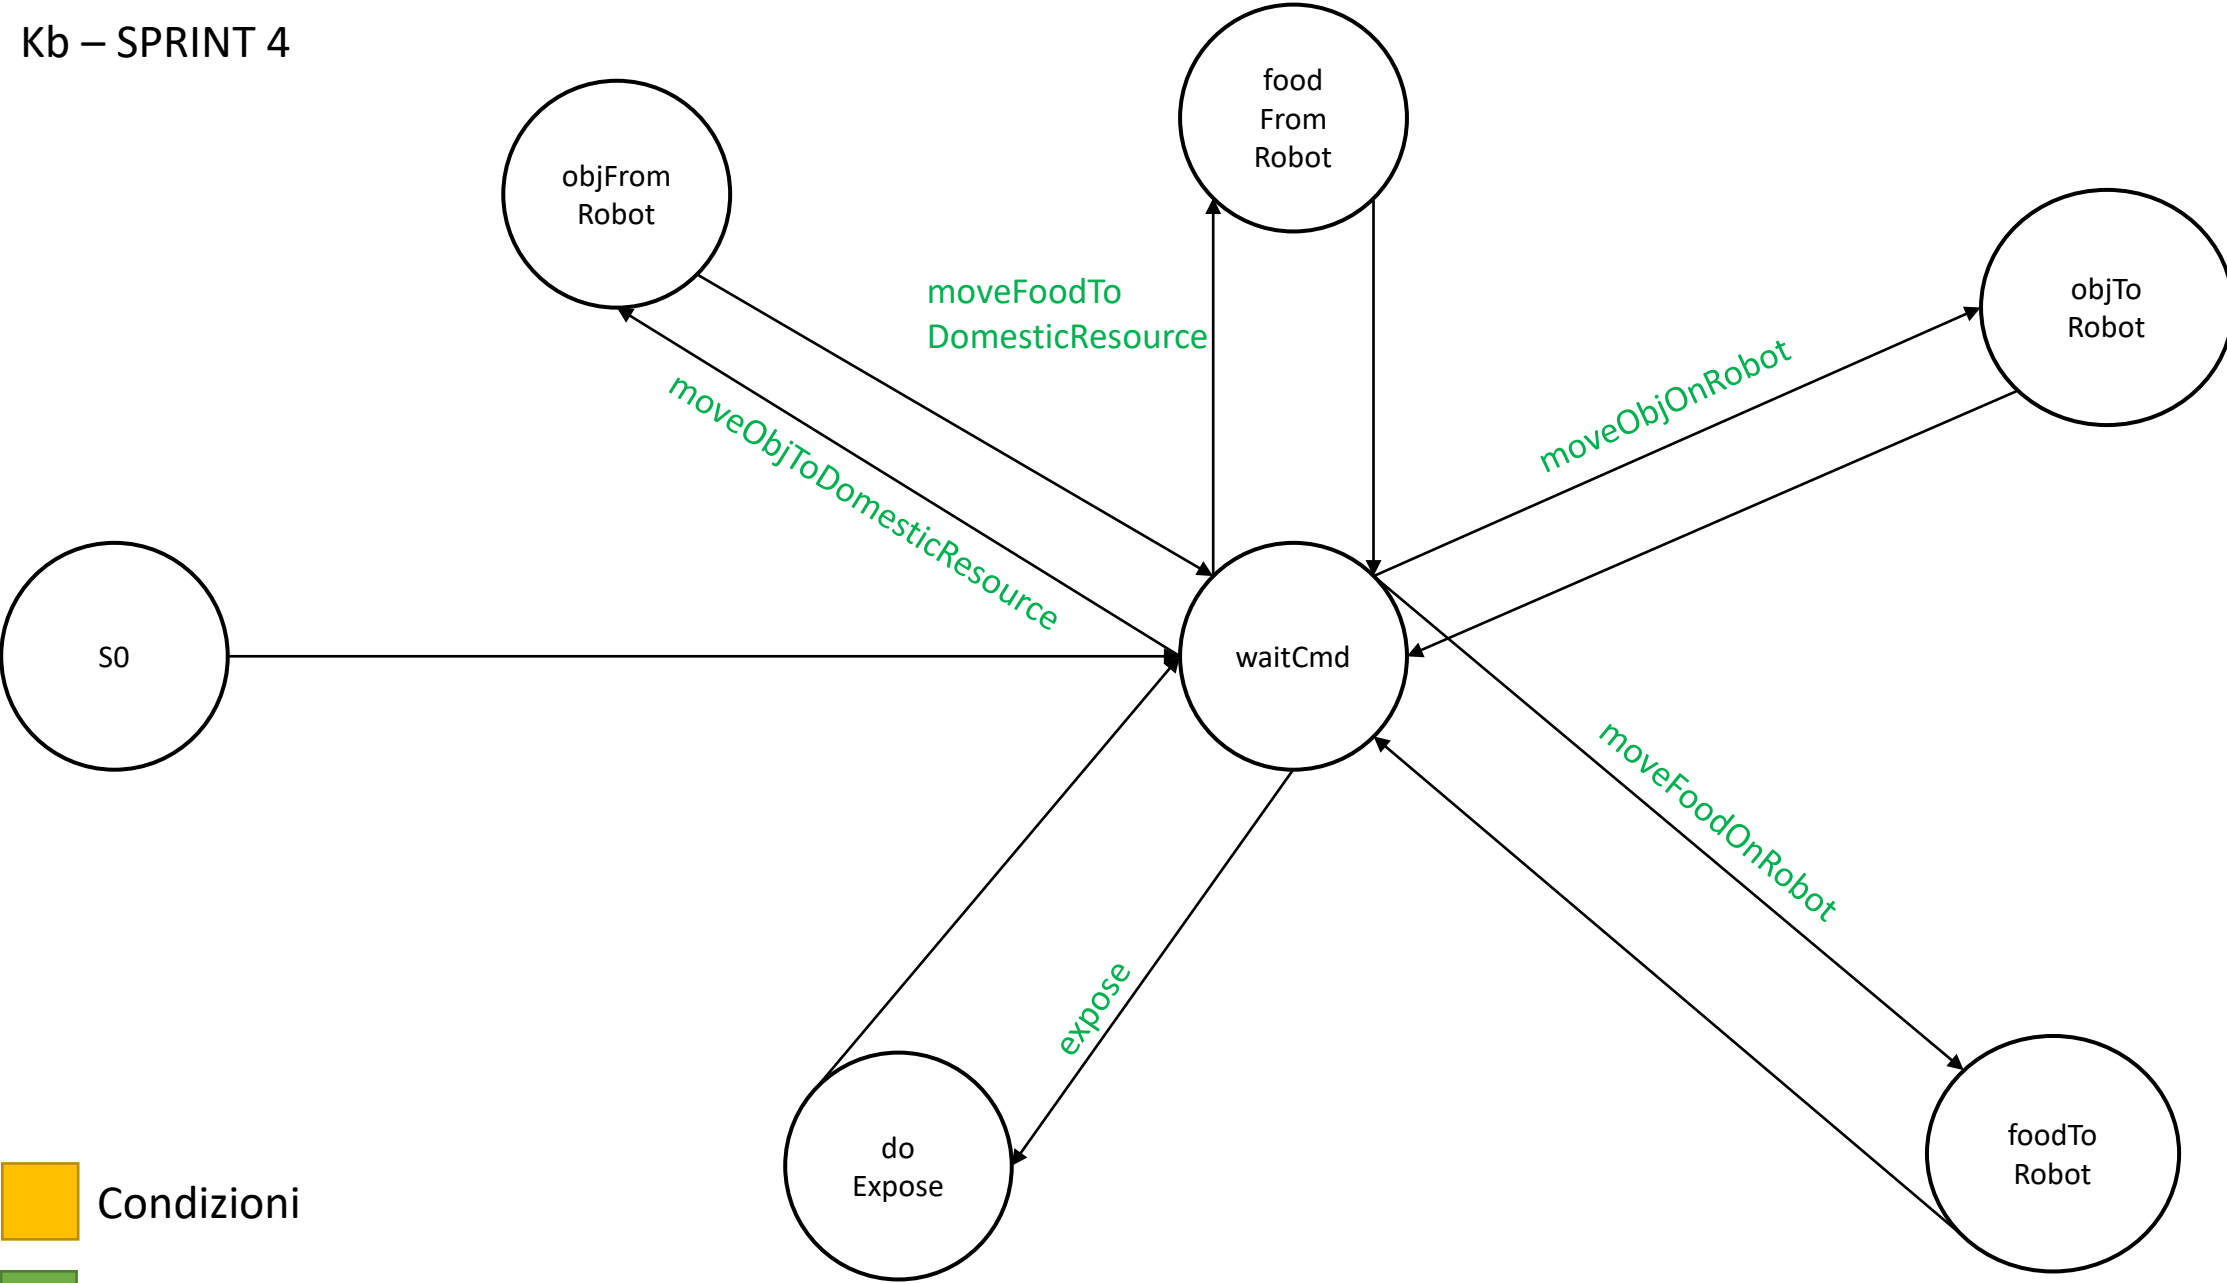 Kb – SPRINT 4
food
From
Robot
objFrom
Robot
objTo
Robot
moveFoodTo
DomesticResource
moveObjOnRobot
moveObjToDomesticResource
S0
waitCmd
moveFoodOnRobot
expose
do
Expose
foodTo
Robot
Condizioni